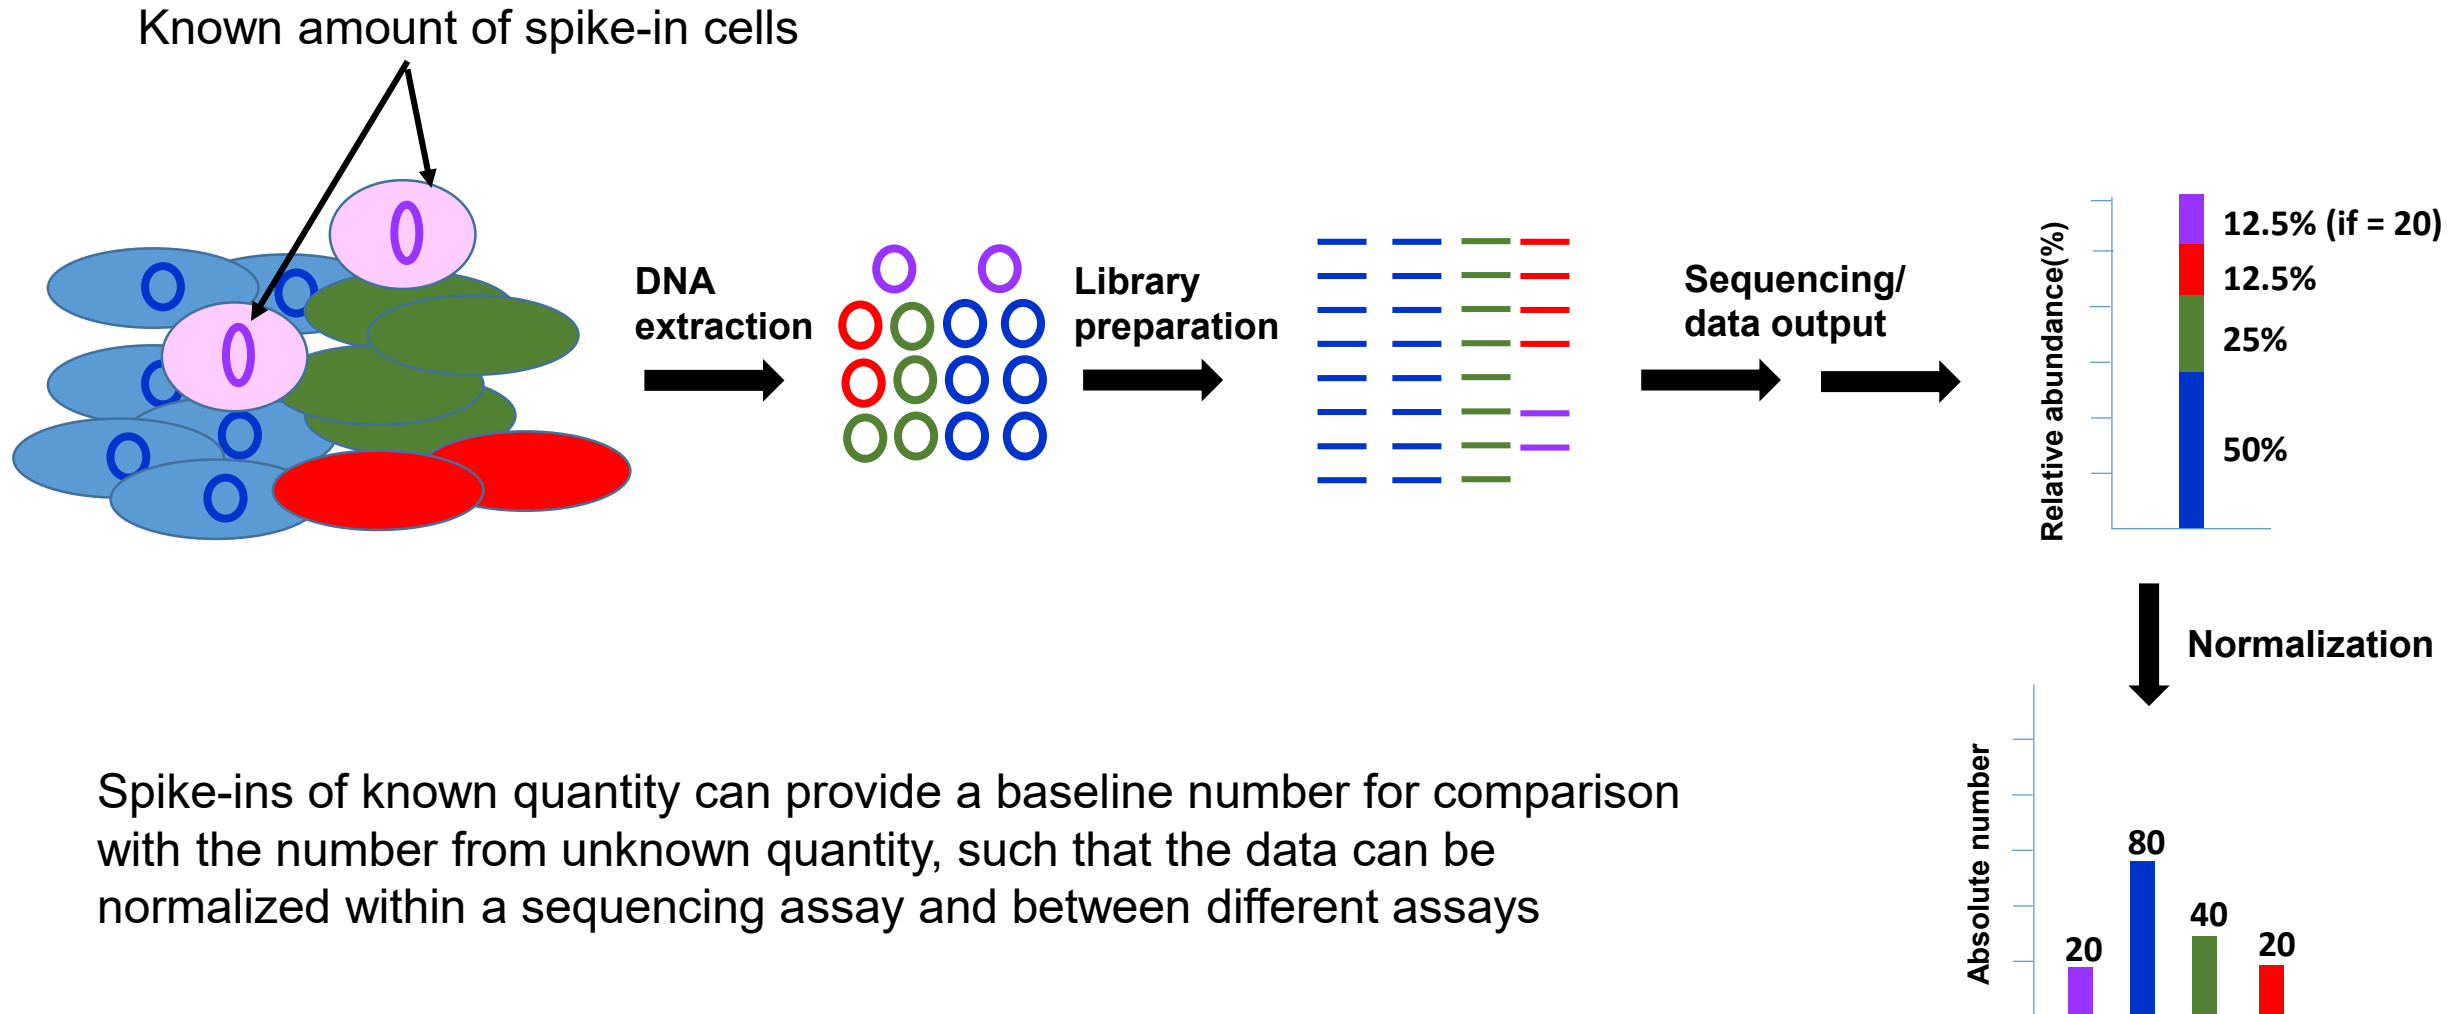 Known amount of spike-in cells
DNA
extraction
Library
preparation
Sequencing/
data output
Relative abundance(%)
12.5% (if = 20)
12.5%
25%
50%
Normalization
Spike-ins of known quantity can provide a baseline number for comparison
with the number from unknown quantity, such that the data can be
normalized within a sequencing assay and between different assays
Absolute number
20
80
40
20